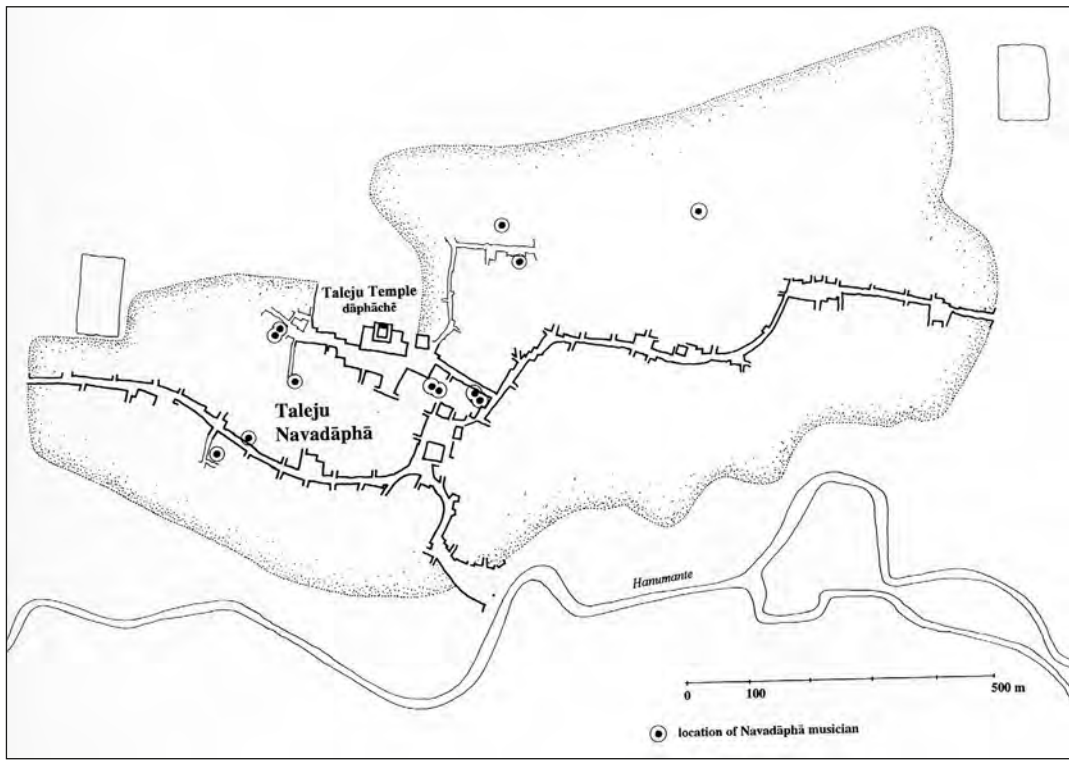 Taleju Temple
dāphāchẽ
Taleju
Navadāphā
Hanumante
0 100 500 m
location of Navadāphā musician